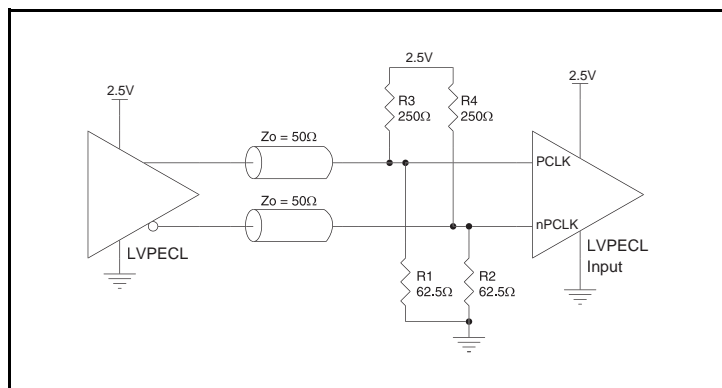 2.5V
2.5V
2.5V
R3
250Ω
R4
250Ω
Zo = 50Ω
PCLK
Zo = 50Ω
nPCLK
LVPECL
LVPECL
Input
R1
62.5Ω
R2
62.5Ω